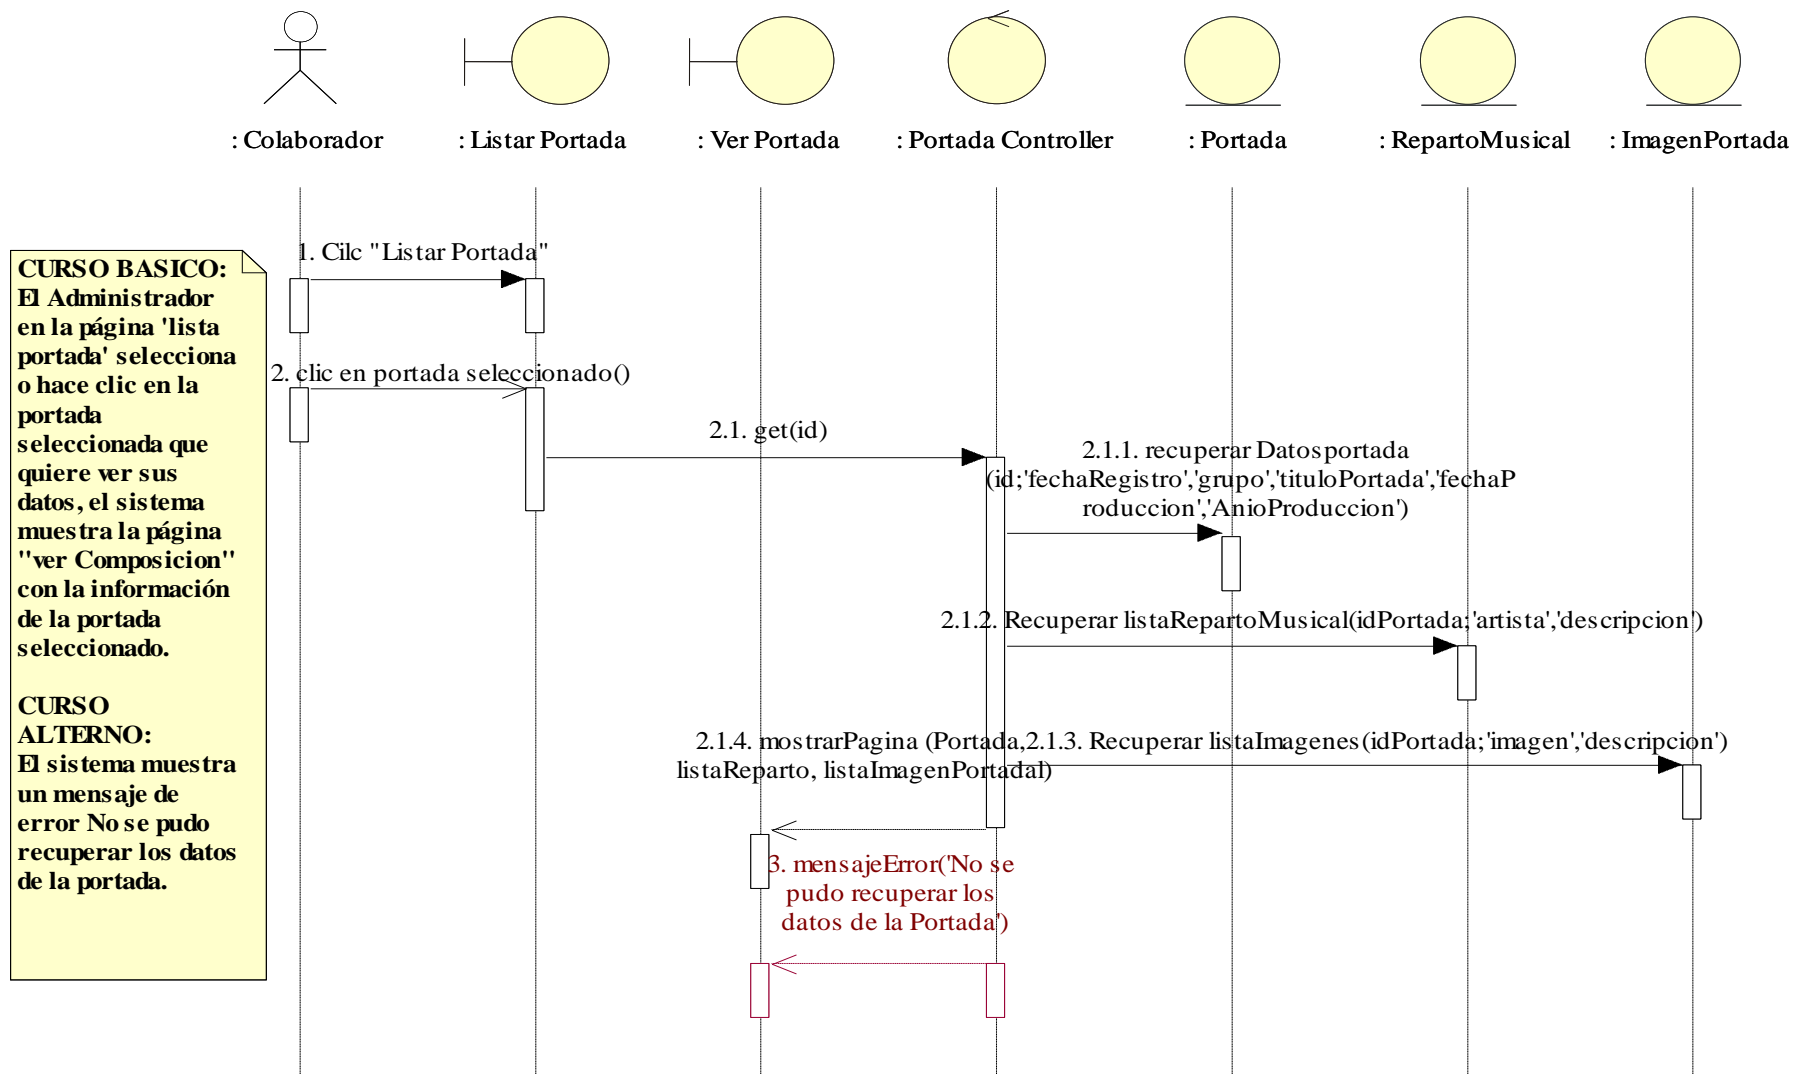 : Colaborador
: Listar Portada
: Ver Portada
: Portada Controller
: Portada
: RepartoMusical
: ImagenPortada
CURSO BASICO:
El Administrador
en la página 'lista
portada' selecciona
o hace clic en la
portada
seleccionada que
quiere ver sus
datos, el sistema
muestra la página
"ver Composicion"
con la información
de la portada
seleccionado.
CURSO
ALTERNO:
El sistema muestra
un mensaje de
error No se pudo
recuperar los datos
de la portada.
1. Cilc "Listar Portada"
2. clic en portada seleccionado()
2.1. get(id)
2.1.1. recuperar Datosportada
(id;'fechaRegistro','grupo','tituloPortada','fechaP
roduccion','AnioProduccion')
2.1.2. Recuperar listaRepartoMusical(idPortada;'artista','descripcion')
2.1.3. Recuperar listaImagenes(idPortada;'imagen','descripcion')
2.1.4. mostrarPagina (Portada,
listaReparto, listaImagenPortadal)
3. mensajeError('No se
pudo recuperar los
datos de la Portada')